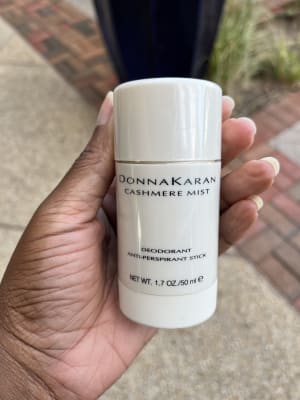 DONNAKARAN
CASHMERE MIST
DEODORANT
ANTI-PERSPIRANT STICK
NET WT. 1.7 OZ/50 ml ℮